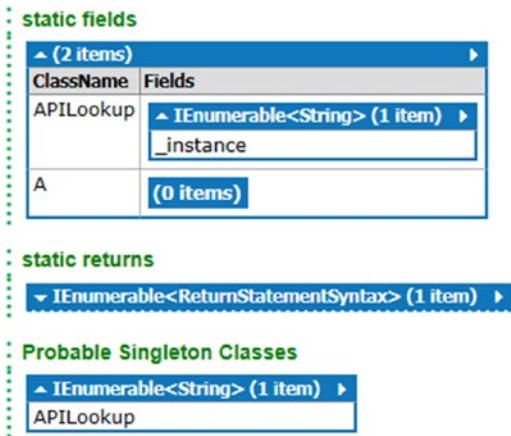 static fields
(2 items)
ClassName Fields
APILookup IEnumerable<String> (1 item)
_instance
A (0 items)
static returns
IEnumerable<ReturnStatementSyntax> (1 item)
Probable Singleton Classes
IEnumerable<String> (1 item)
APILookup